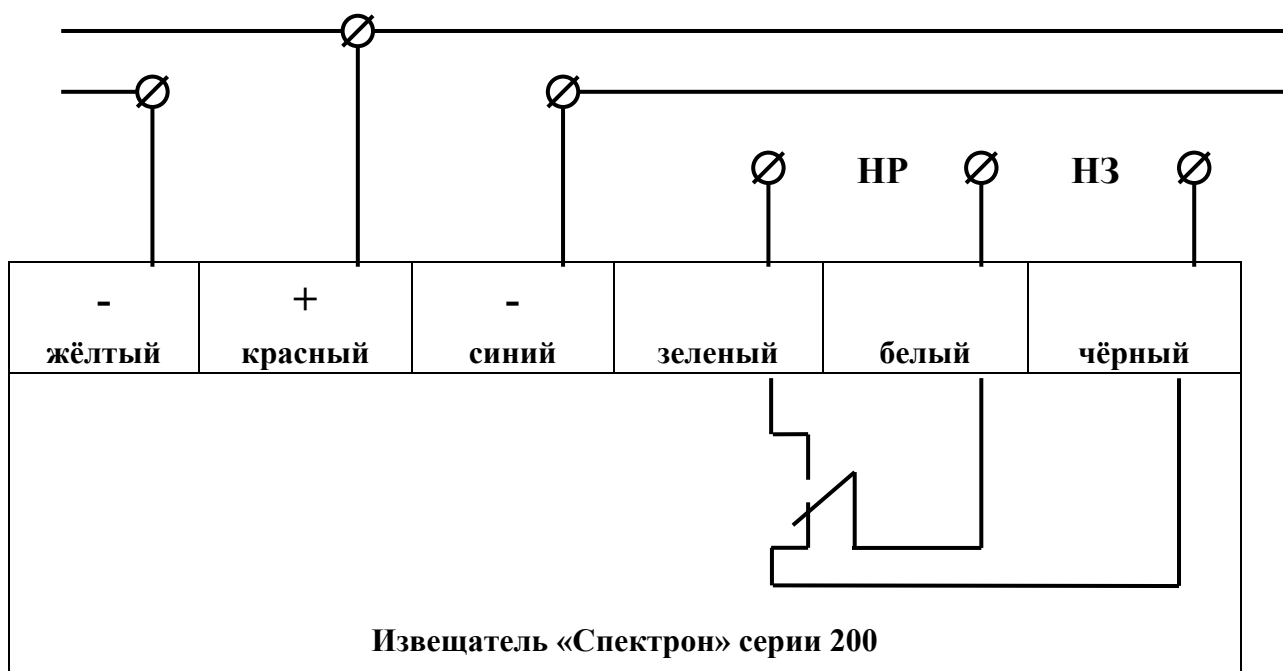 НР НЗ
- + -
жёлтый красный синий зеленый белый чёрный
Извещатель «Спектрон» серии 200